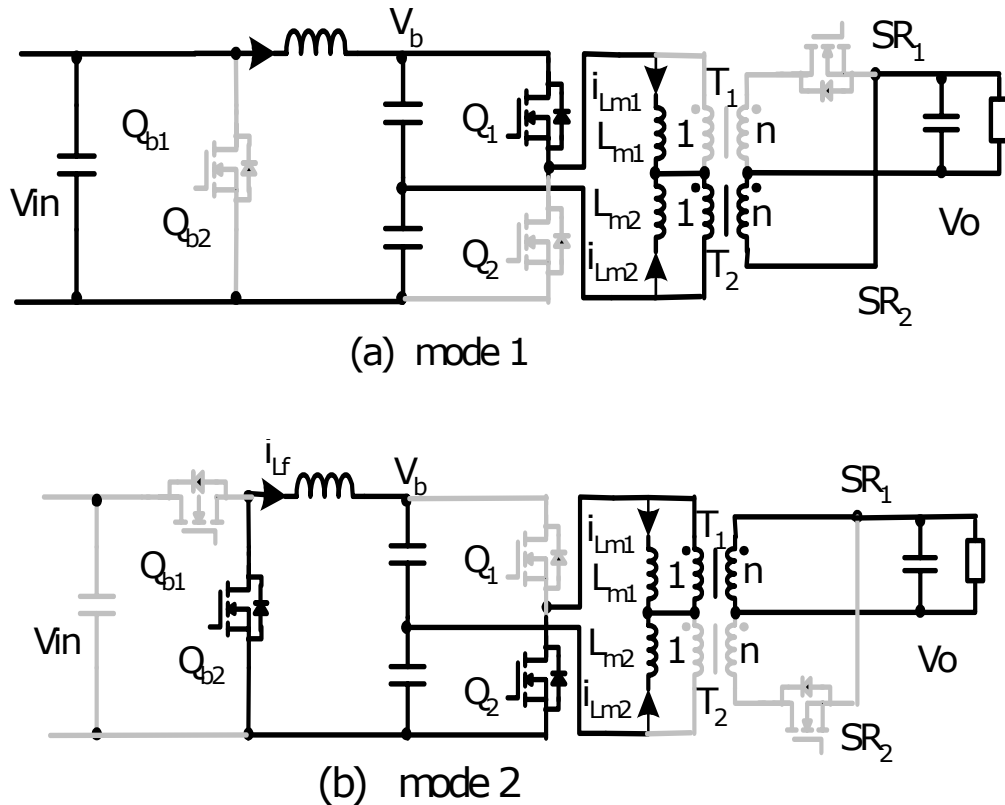 V_b
SR_1
Q_b1
Q_1
i_Lm1
T_1
L_m1
1
n
Vin
Q_b2
Q_2
L_m2
1
n
Vo
i_Lm2
T_2
SR_2
(a) mode 1
i_Lf
V_b
SR_1
Q_b1
Q_1
i_Lm1
T_1
L_m1
1
n
Vin
Q_b2
Q_2
L_m2
1
n
Vo
i_Lm2
T_2
SR_2
(b) mode 2